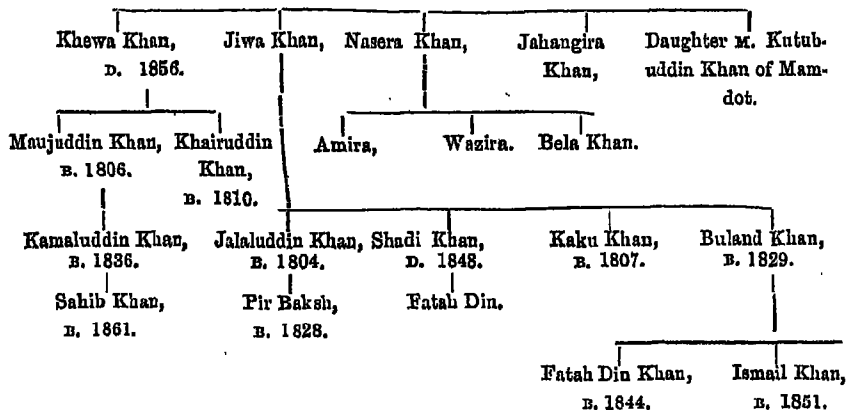 Khewa Khan, Jiwa Khan, Nasera Khan, Jahangira Daughter M. Kutub-
D. 1856. Khan, uddin Khan of Mam-
dot.
Maujuddin Khan, Khairuddin Amira, Wazira. Bela Khan.
B. 1806. Khan,
B. 1810.
Kamaluddin Khan, Jalaluddin Khan, Shadi Khan, Kaku Khan, Buland Khan,
B. 1836. B. 1804. D. 1848. B. 1807. B. 1829.
Sahib Khan, Pir Baksh, Fatah Din.
B. 1861. B. 1828.
Fatah Din Khan, Ismail Khan,
B. 1844. B. 1851.